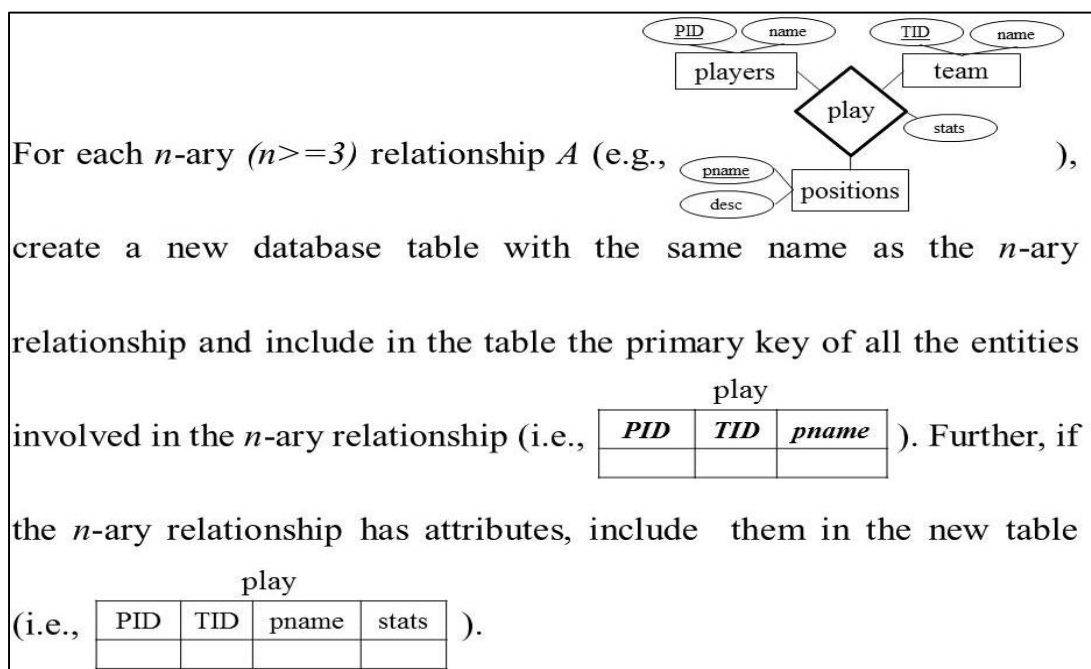 PID name TID name
players team
play
stats
For each n-ary (n>=3) relationship A (e.g., ),
pname
positions
desc
create a new database table with the same name as the n-ary
relationship and include in the table the primary key of all the entities
play
involved in the n-ary relationship (i.e., PID TID pname ). Further, if
the n-ary relationship has attributes, include them in the new table
play
(i.e., PID TID pname stats ).